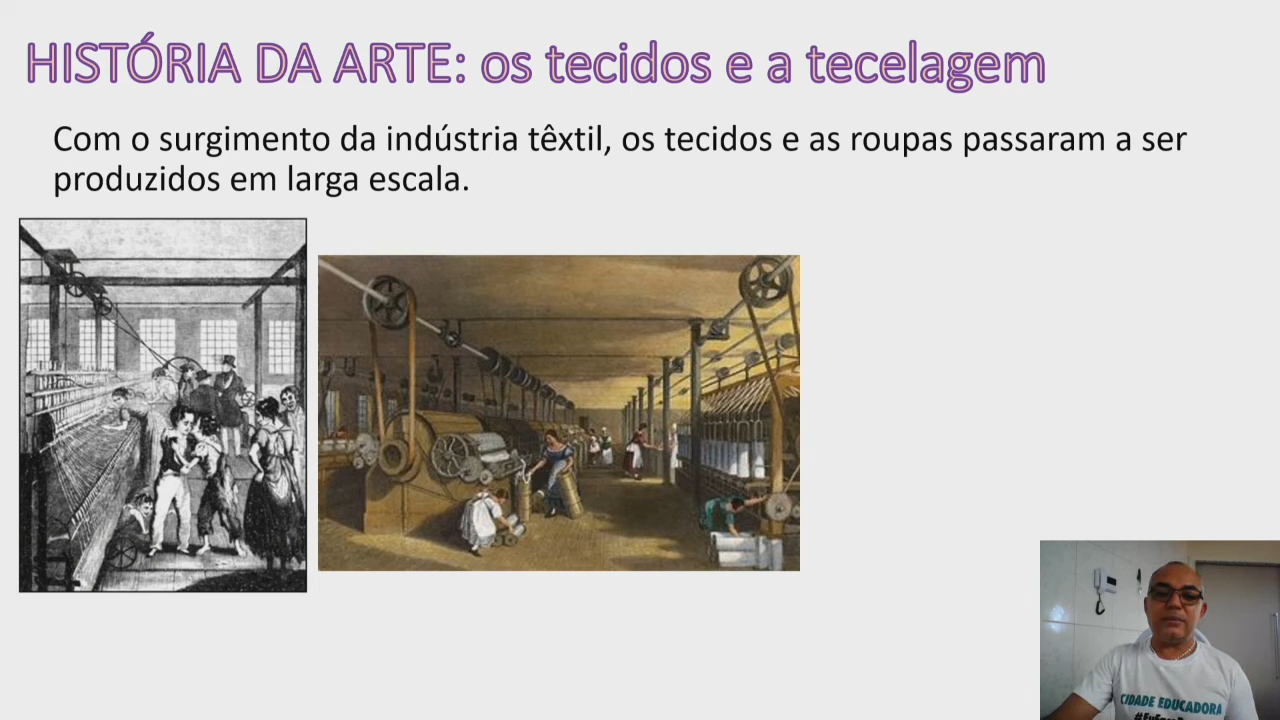 HISTÓRIA DA ARTE: os tecidos e a tecelagem
Com o surgimento da indústria têxtil, os tecidos e as roupas passaram a ser
produzidos em larga escala.
CIDADE EDUCADORA